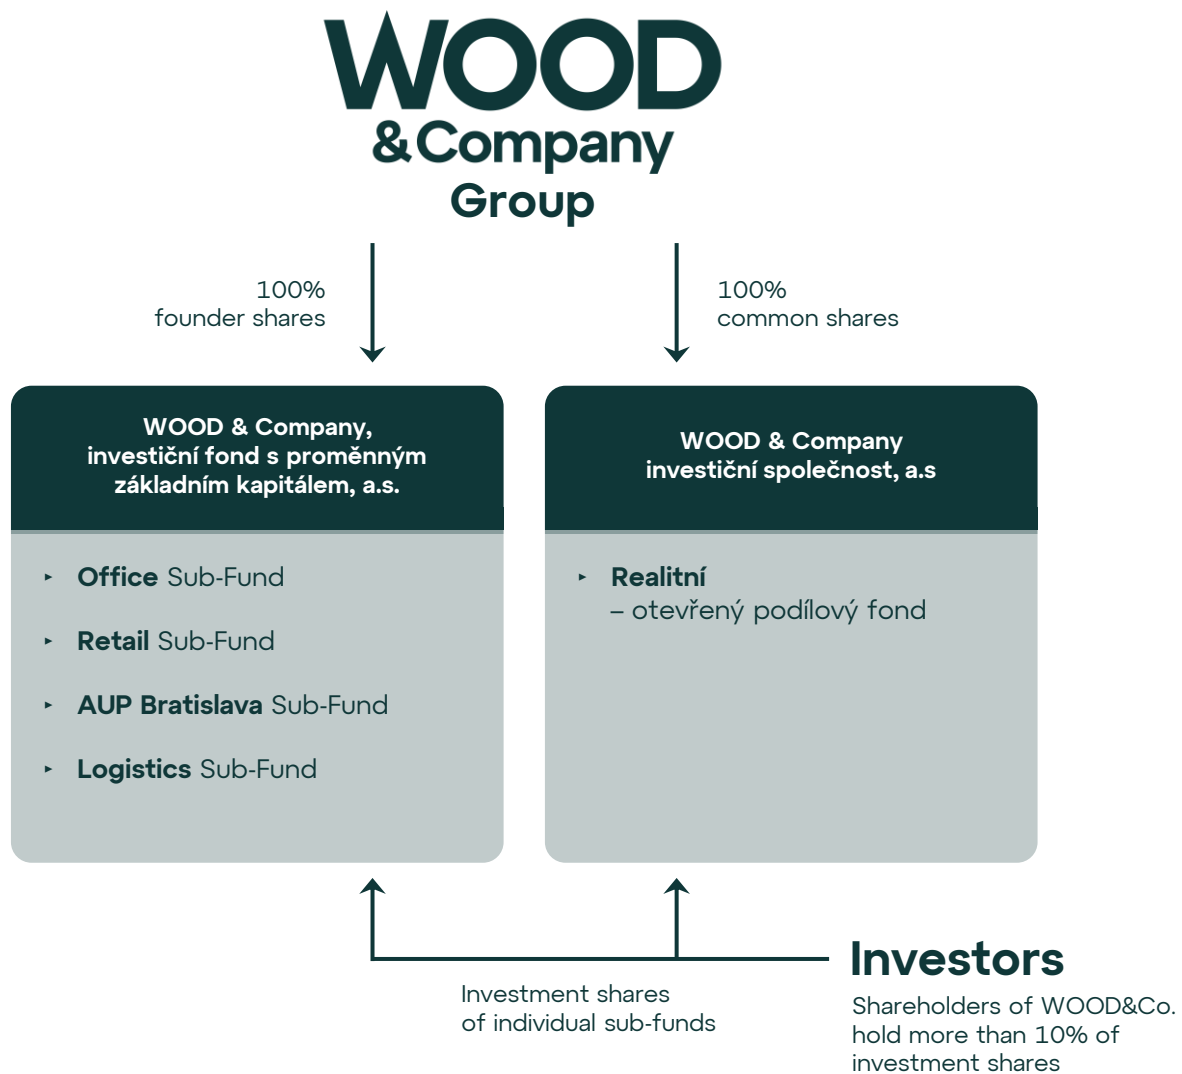 WOOD
&Company
Group
100%
founder shares
100%
common shares
WOOD & Company,
investiční fond s proměnným
základním kapitálem, a.s.
Office Sub-Fund
Retail Sub-Fund
AUP Bratislava Sub-Fund
Logistics Sub-Fund
WOOD & Company
investiční společnost, a.s
Realitní
– otevřený podílový fond
Investment shares
of individual sub-funds
Investors
Shareholders of WOOD&Co.
hold more than 10% of
investment shares